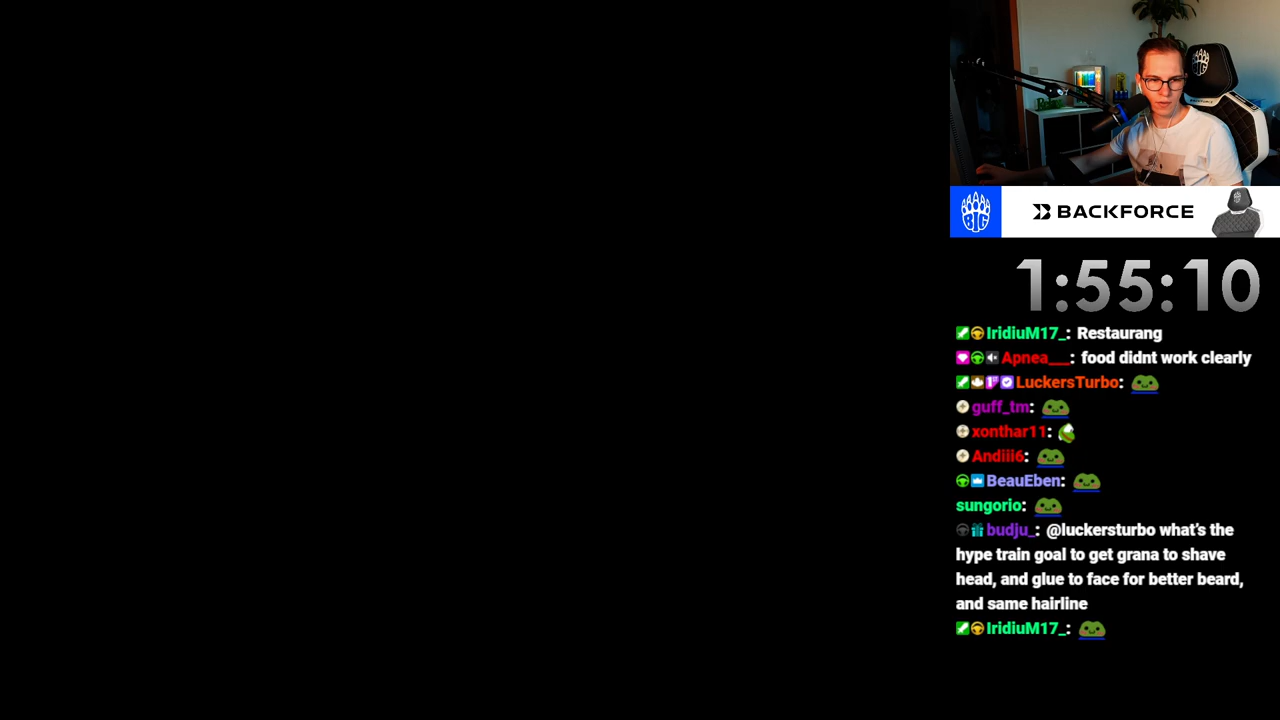 BIG
BACKFORCE
1:55:10
IridiuM17_: Restaurang
Apnea___: food didnt work clearly
LuckersTurbo:
guff_tm:
xonthar11:
Andiii6:
BeauEben:
sungorio:
budju_: @luckersturbo what's the
hype train goal to get grana to shave
head, and glue to face for better beard,
and same hairline
IridiuM17_: